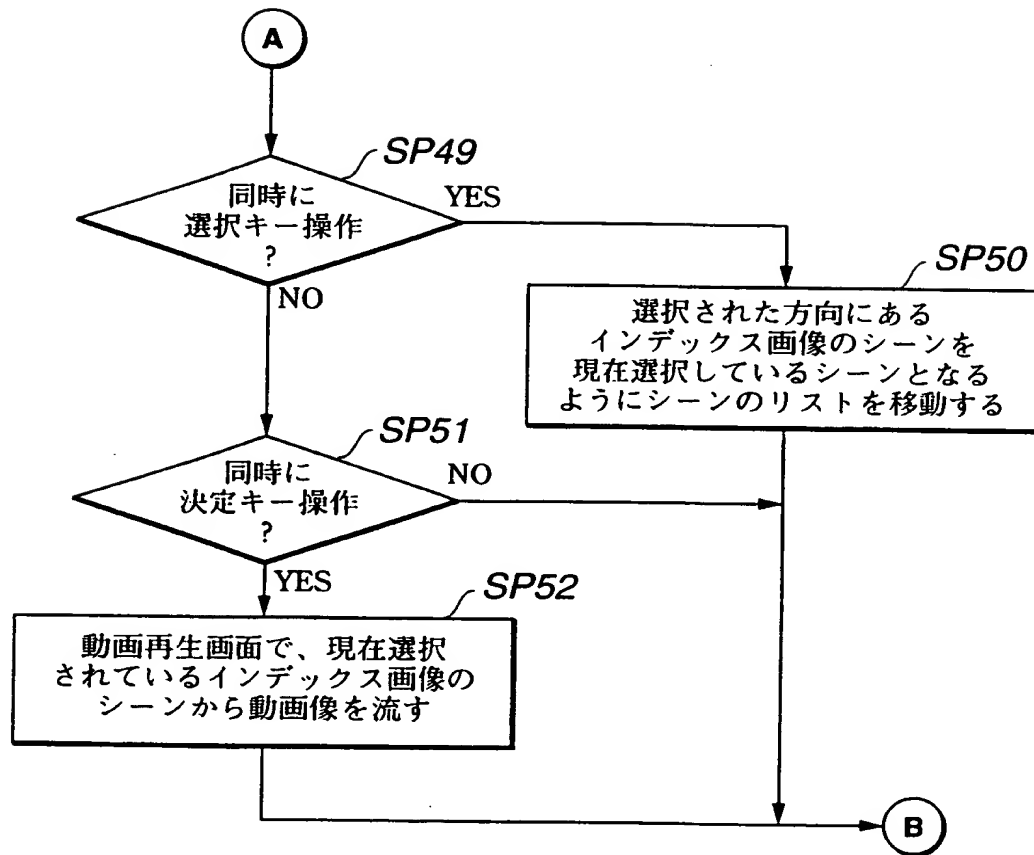 A
SP49
同時に
選択キー操作
?
YES
NO
SP50
選択された方向にある
インデックス画像のシーンを
現在選択しているシーンとなる
ようにシーンのリストを移動する
SP51
同時に
決定キー操作
?
NO
YES
SP52
動画再生画面で、現在選択
されているインデックス画像の
シーンから動画像を流す
B